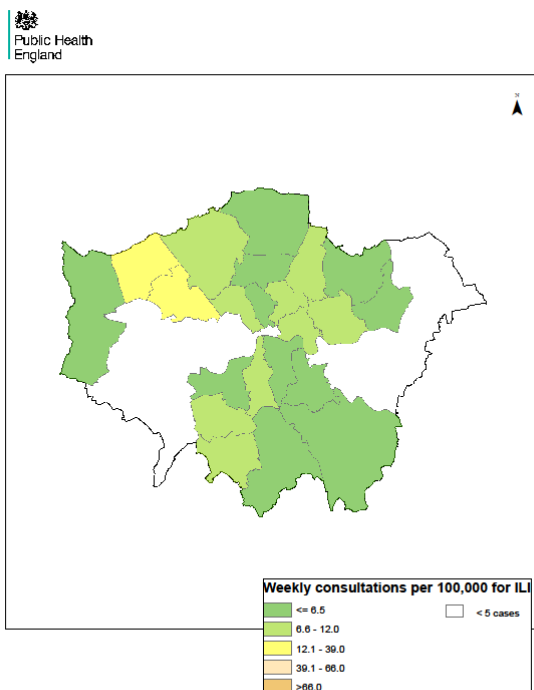 Public Health
England
N
Weekly consultations per 100,000 for ILI
<= 6.5
< 5 cases
6.6 - 12.0
12.1 - 39.0
39.1 - 66.0
>66.0